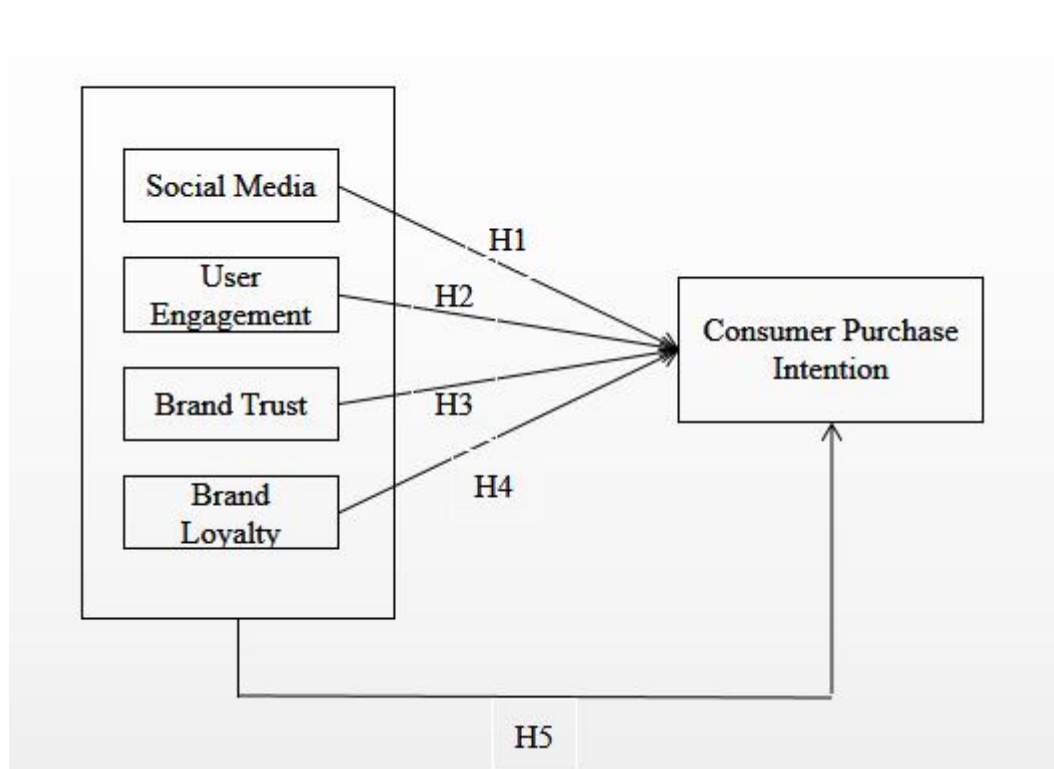 Social Media
H1
User
Engagement
H2
Consumer Purchase
Intention
Brand Trust
H3
Brand
Loyalty
H4
H5